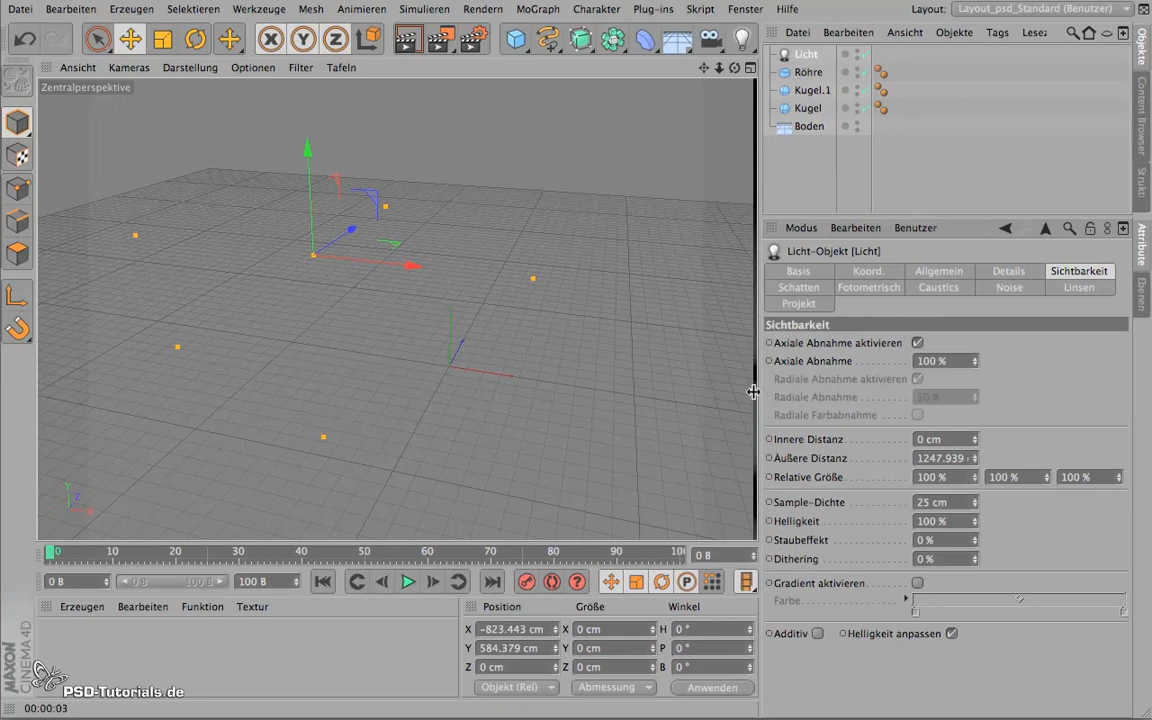 Datei Bearbeiten Erzeugen Selektieren Werkzeuge Mesh Animieren Simulieren Rendern MoGraph Charakter Plug-ins Skript Fenster Hilfe Layout: Layout_psd_Standard (Benutzer)
Datei Bearbeiten Ansicht Objekte Tags Lesez
Ansicht Kameras Darstellung Optionen Filter Tafeln
Zentralperspektive
Licht
Röhre
Kugel.1
Kugel
Boden
Objekte
Content Browser
Modus Bearbeiten Benutzer
Licht-Objekt [Licht]
Basis Koord. Allgemein Details Sichtbarkeit
Schatten Fotometrisch Caustics Noise Linsen
Projekt
Attribute
Ebenen
Sichtbarkeit
Axiale Abnahme aktivieren
Axiale Abnahme 100 %
Radiale Abnahme aktivieren
Radiale Abnahme 50 %
Radiale Farbabnahme
Innere Distanz 0 cm
Äußere Distanz 1247.939
Relative Größe 100 % 100 % 100 %
Sample-Dichte 25 cm
Helligkeit 100 %
Staubeffekt 0 %
Dithering 0 %
Gradient aktivieren
Farbe
Additiv Helligkeit anpassen
Y
Z
X
0 10 20 30 40 50 60 70 80 90 100 0 B
0 B 0 B 100 B 100 B
Erzeugen Bearbeiten Funktion Textur
Position Größe Winkel
X -823.443 cm X 0 cm H 0 °
Y 584.379 cm Y 0 cm P 0 °
Z 0 cm Z 0 cm B 0 °
Objekt (Rel) Abmessung Anwenden
MAXON
CINEMA 4D
PSD-Tutorials.de
00:00:03